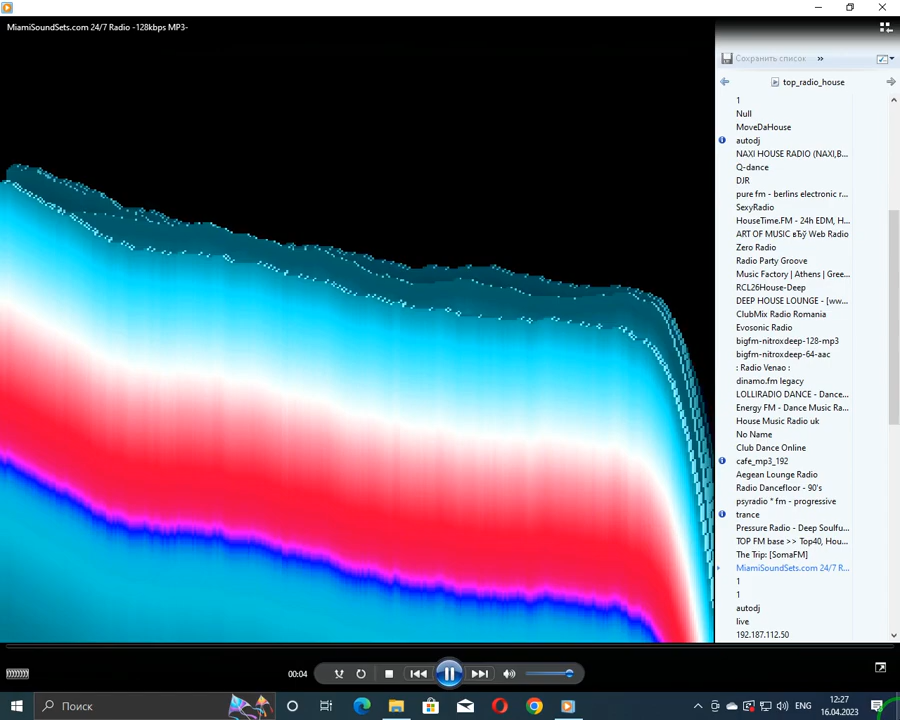 MiamiSoundSets.com 24/7 Radio -128kbps MP3-
Сохранить список »
top_radio_house
1
Null
MoveDaHouse
autodj
NAXI HOUSE RADIO (NAXI,B...
Q-dance
DJR
pure fm - berlins electronic r...
SexyRadio
HouseTime.FM - 24h EDM, H...
ART OF MUSIC вЂў Web Radio
Zero Radio
Radio Party Groove
Music Factory | Athens | Gree...
RCL26House-Deep
DEEP HOUSE LOUNGE - [ww...
ClubMix Radio Romania
Evosonic Radio
bigfm-nitroxdeep-128-mp3
bigfm-nitroxdeep-64-aac
: Radio Venao :
dinamo.fm legacy
LOLLIRADIO DANCE - Dance...
Energy FM - Dance Music Ra...
House Music Radio uk
No Name
Club Dance Online
cafe_mp3_192
Aegean Lounge Radio
Radio Dancefloor - 90's
psyradio * fm - progressive
trance
Pressure Radio - Deep Soulfu...
TOP FM base >> Top40, Hou...
The Trip: [SomaFM]
MiamiSoundSets.com 24/7 R...
1
1
autodj
live
192.187.112.50
00:04
Поиск
ENG
12:27
16.04.2023